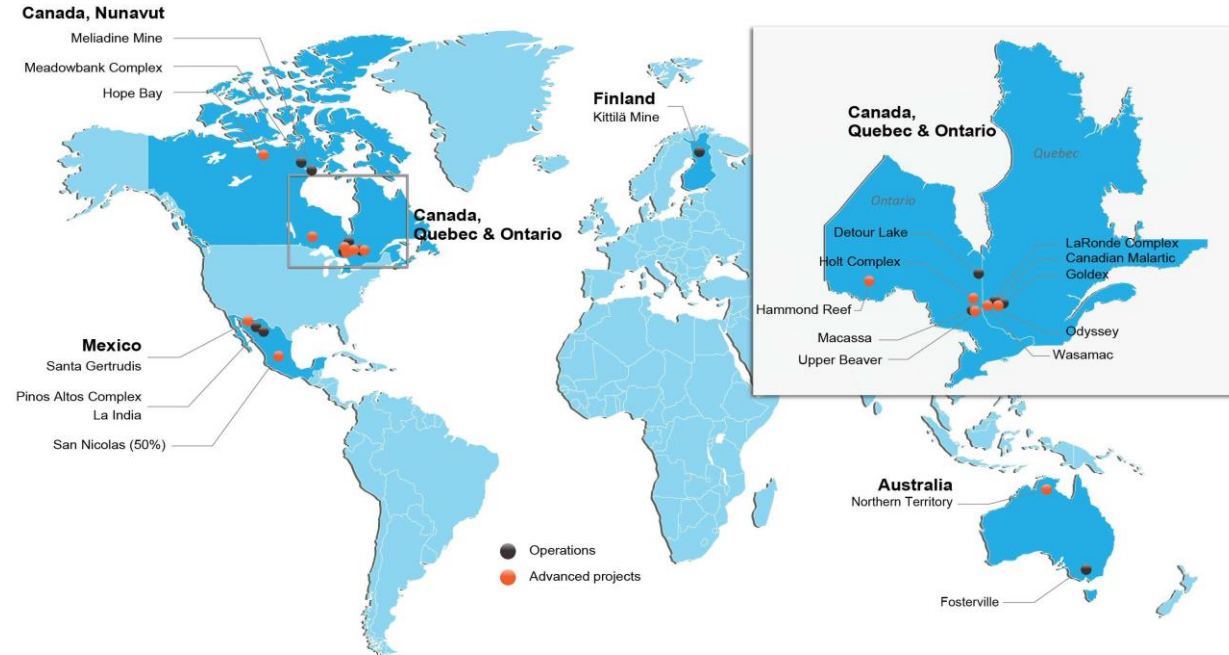 Canada, Nunavut
Meliadine Mine
Meadowbank Complex
Hope Bay
Finland
Kittilä Mine
Canada,
Quebec & Ontario
Mexico
Santa Gertrudis
Pinos Altos Complex
La India
San Nicolas (50%)
Operations
Advanced projects
Canada,
Quebec & Ontario
Quebec
Ontario
Detour Lake
Holt Complex
Hammond Reef
Macassa
Upper Beaver
LaRonde Complex
Canadian Malartic
Goldex
Odyssey
Wasamac
Australia
Northern Territory
Fosterville